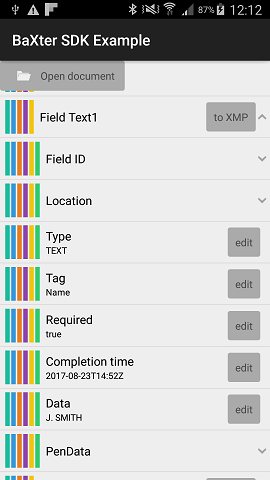 87% 12:12
BaXter SDK Example
Open document
Field Text1
to XMP
Field ID
Location
Type
TEXT
edit
Tag
Name
edit
Required
true
edit
Completion time
2017-08-23T14:52Z
edit
Data
J. SMITH
edit
PenData